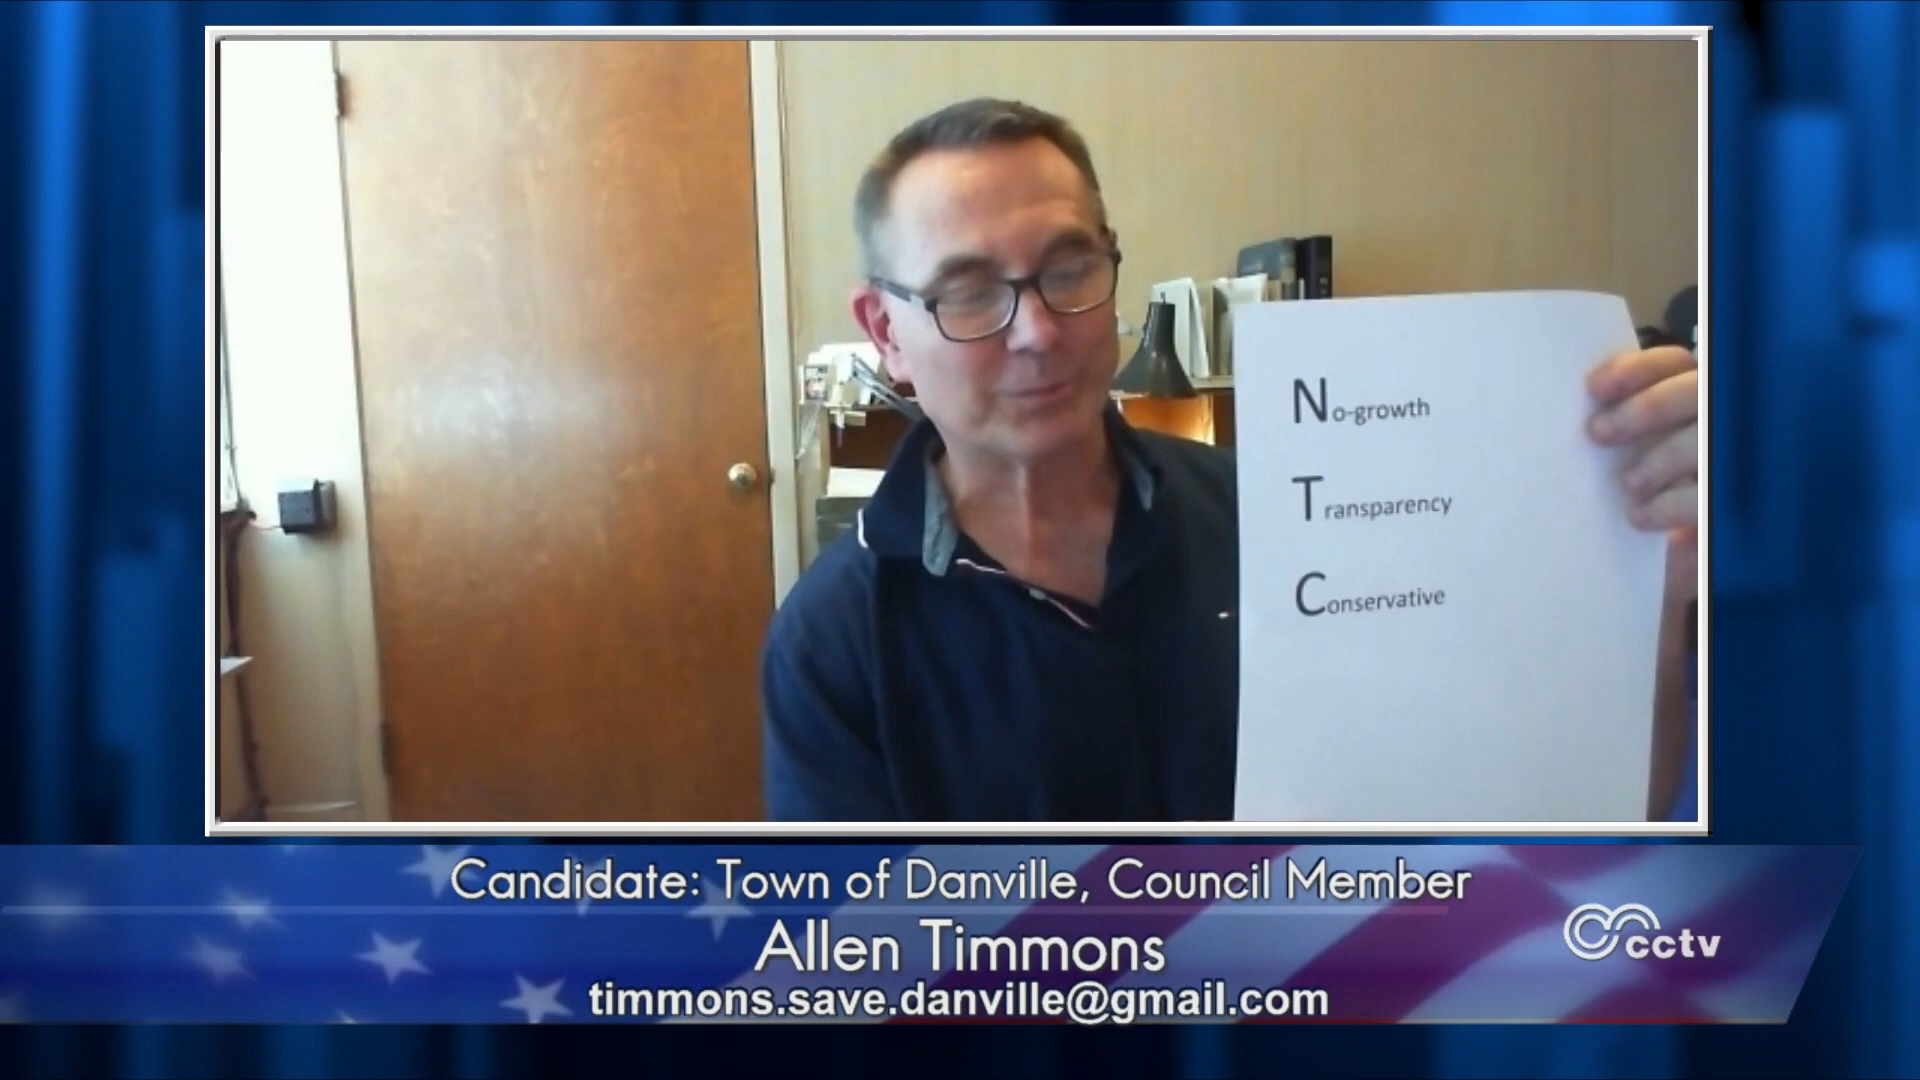 No-growth
Transparency
Conservative
Candidate: Town of Danville, Council Member
Allen Timmons
cctv
timmons.save.danville@gmail.com